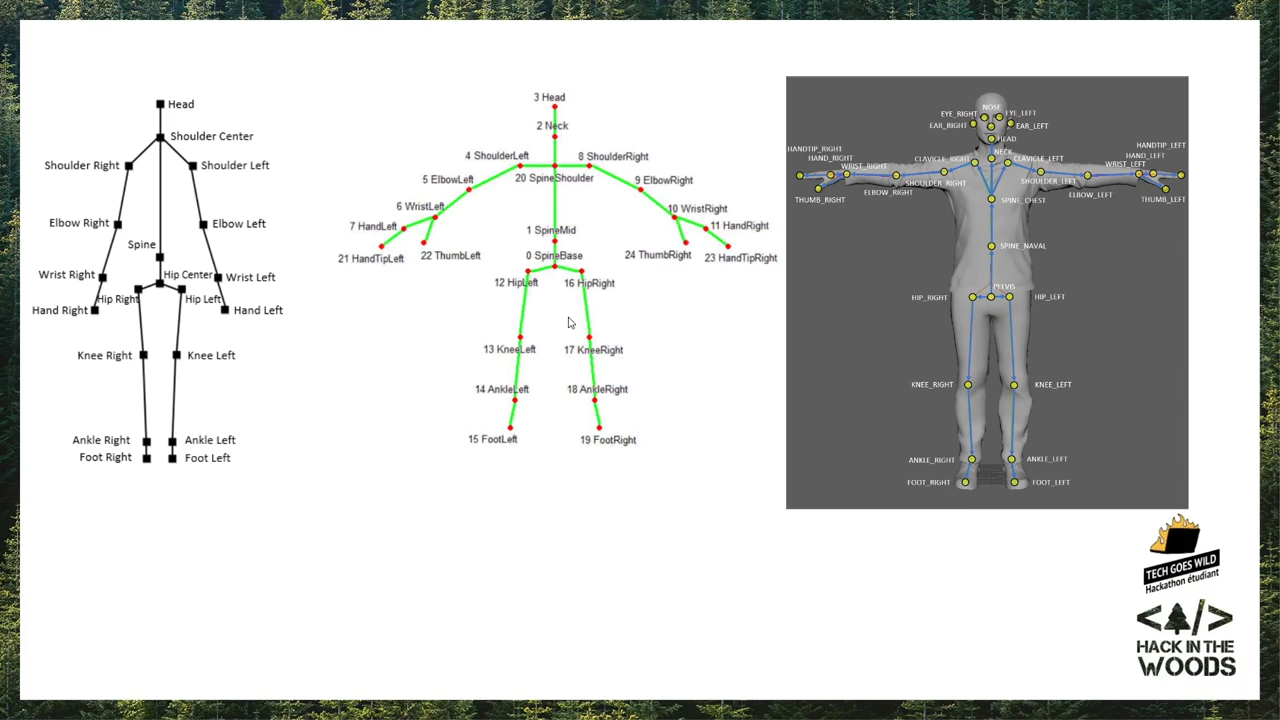 Head
Shoulder Center
Shoulder Right
Shoulder Left
Elbow Right
Elbow Left
Spine
Wrist Right
Hip Center
Wrist Left
Hip Right
Hip Left
Hand Right
Hand Left
Knee Right
Knee Left
Ankle Right
Ankle Left
Foot Right
Foot Left
3 Head
2 Neck
4 ShoulderLeft
8 ShoulderRight
20 SpineShoulder
5 ElbowLeft
9 ElbowRight
6 WristLeft
10 WristRight
7 HandLeft
11 HandRight
1 SpineMid
21 HandTipLeft
22 ThumbLeft
0 SpineBase
24 ThumbRight
23 HandTipRight
12 HipLeft
16 HipRight
13 KneeLeft
17 KneeRight
14 AnkleLeft
18 AnkleRight
15 FootLeft
19 FootRight
NOSE
EYE_RIGHT
EYE_LEFT
EAR_RIGHT
EAR_LEFT
HEAD
HANDTIP_RIGHT
HANDTIP_LEFT
NECK
HAND_RIGHT
HAND_LEFT
WRIST_RIGHT
CLAVICLE_RIGHT
CLAVICLE_LEFT
WRIST_LEFT
SHOULDER_RIGHT
SHOULDER_LEFT
ELBOW_RIGHT
ELBOW_LEFT
THUMB_RIGHT
SPINE_CHEST
THUMB_LEFT
SPINE_NAVAL
PELVIS
HIP_RIGHT
HIP_LEFT
KNEE_RIGHT
KNEE_LEFT
ANKLE_RIGHT
ANKLE_LEFT
FOOT_RIGHT
FOOT_LEFT
TECH GOES WILD
Hackathon étudiant
HACK IN THE
WOODS